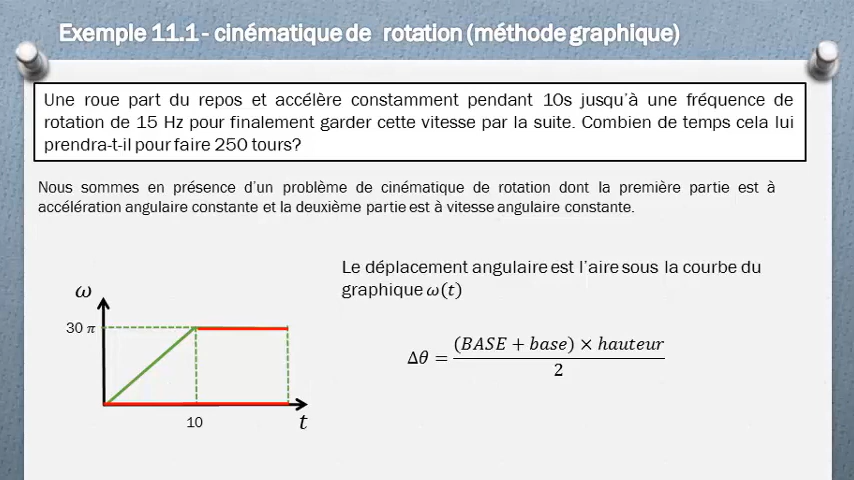 Exemple 11.1 - cinématique de rotation (méthode graphique)
Une roue part du repos et accélère constamment pendant 10s jusqu'à une fréquence de
rotation de 15 Hz pour finalement garder cette vitesse par la suite. Combien de temps cela lui
prendra-t-il pour faire 250 tours?
Nous sommes en présence d'un problème de cinématique de rotation dont la première partie est à
accélération angulaire constante et la deuxième partie est à vitesse angulaire constante.
Le déplacement angulaire est l'aire sous la courbe du
graphique ω(t)
ω
30 π
10
t
Δθ = (BASE + base) × hauteur
2